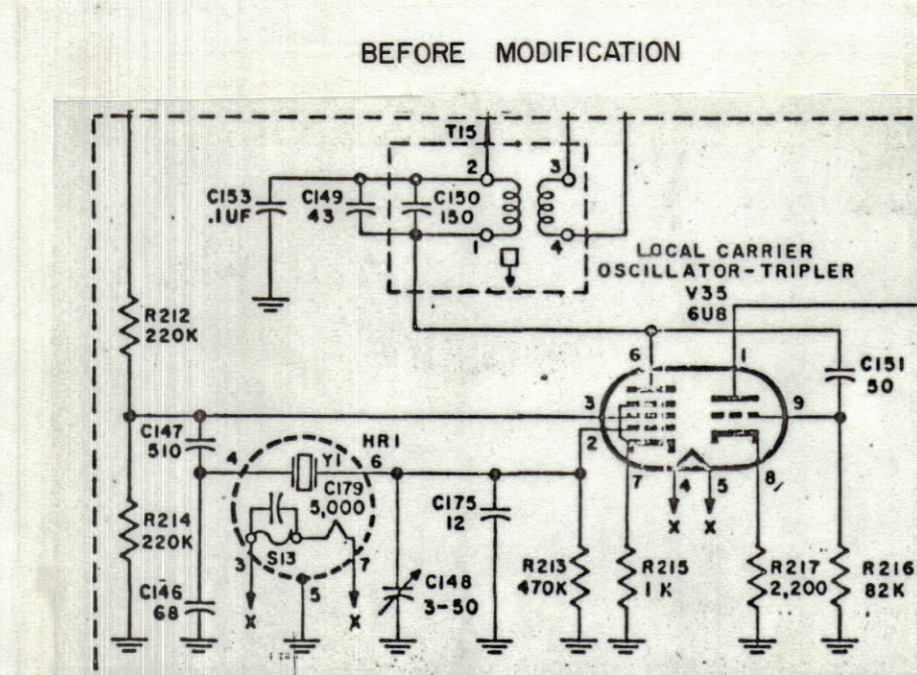 BEFORE MODIFICATION
T15
2
3
C153
.1UF
C149
43
C150
150
1
4
LOCAL CARRIER
OSCILLATOR-TRIPLER
V35
6U8
R212
220K
6
1
C151
50
3
9
C147
510
2
HR1
4
Y1
6
C179
5,000
7
4
5
8
R214
220K
C175
12
X
X
S13
3
7
R213
470K
R215
1K
R217
2,200
R216
82K
C146
68
5
C148
3-50
X
X